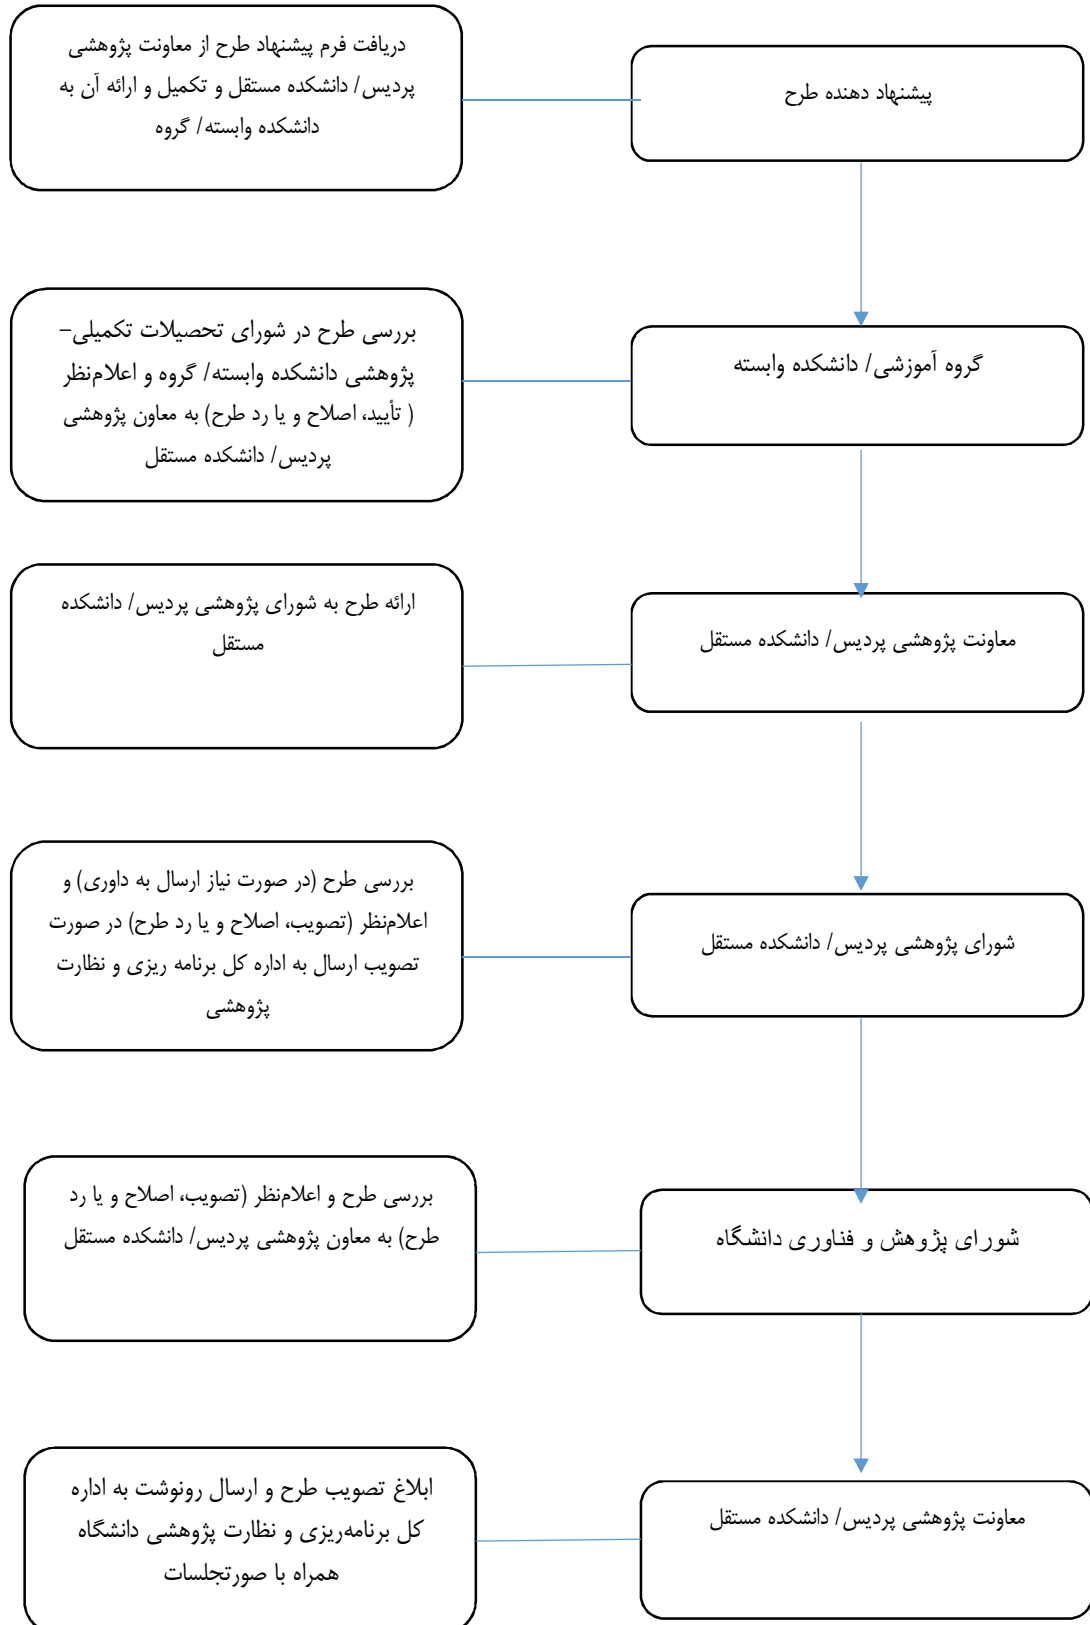 پیشنهاد دهنده طرح
دریافت فرم پیشنهاد طرح از معاونت پژوهشی
پردیس/ دانشکده مستقل و تکمیل و ارائه آن به
دانشکده وابسته/ گروه
گروه آموزشی/ دانشکده وابسته
بررسی طرح در شورای تحصیلات تکمیلی–
پژوهشی دانشکده وابسته/ گروه و اعلام‌نظر
( تأیید، اصلاح و یا رد طرح) به معاون پژوهشی
پردیس/ دانشکده مستقل
معاونت پژوهشی پردیس/ دانشکده مستقل
ارائه طرح به شورای پژوهشی پردیس/ دانشکده
مستقل
شورای پژوهشی پردیس/ دانشکده مستقل
بررسی طرح (در صورت نیاز ارسال به داوری) و
اعلام‌نظر (تصویب، اصلاح و یا رد طرح) در صورت
تصویب ارسال به اداره کل برنامه ریزی و نظارت
پژوهشی
شورای پژوهش و فناوری دانشگاه
بررسی طرح و اعلام‌نظر (تصویب، اصلاح و یا رد
طرح) به معاون پژوهشی پردیس/ دانشکده مستقل
معاونت پژوهشی پردیس/ دانشکده مستقل
ابلاغ تصویب طرح و ارسال رونوشت به اداره
کل برنامه‌ریزی و نظارت پژوهشی دانشگاه
همراه با صورتجلسات